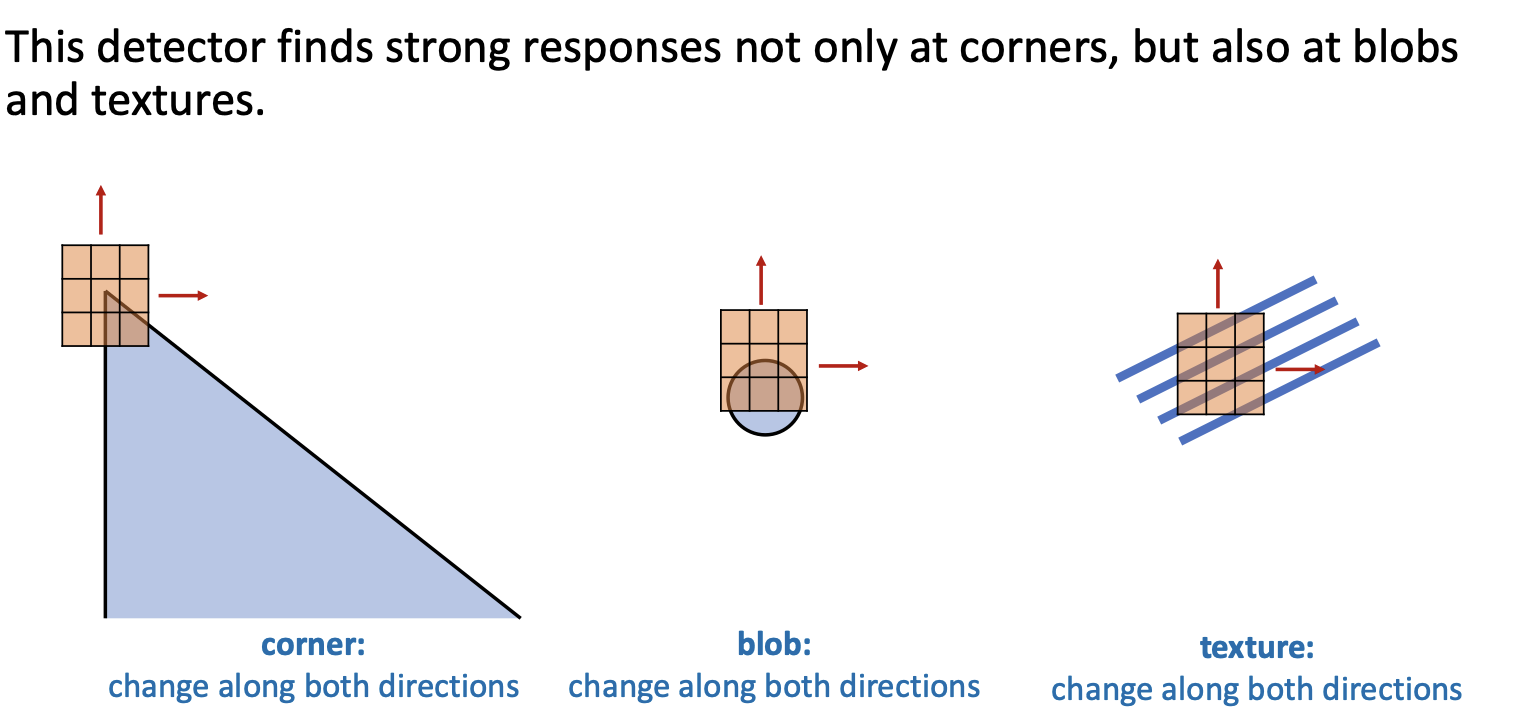 This detector finds strong responses not only at corners, but also at blobs
and textures.
corner:
change along both directions
blob:
change along both directions
texture:
change along both directions